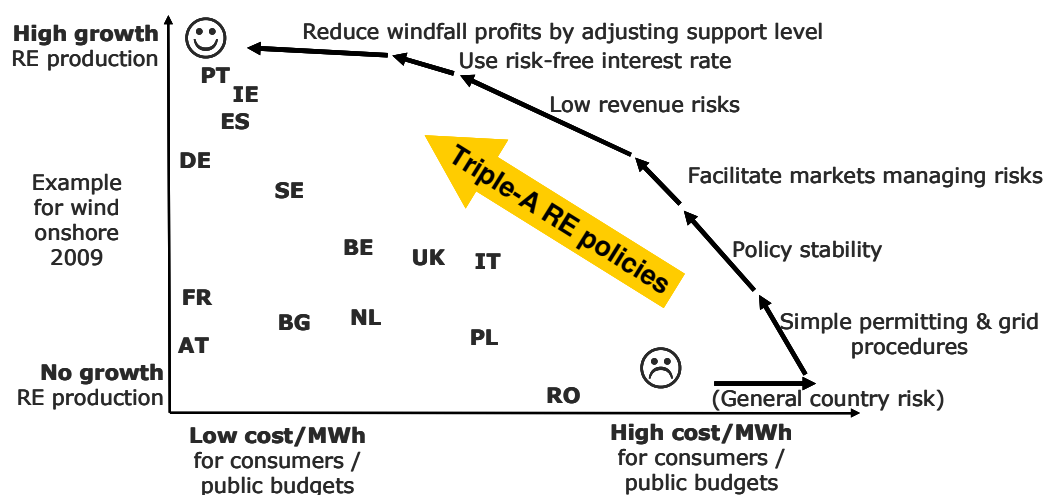 High growth
RE production
Reduce windfall profits by adjusting support level
Use risk-free interest rate
PT
IE
Low revenue risks
ES
DE
Triple-A RE policies
Facilitate markets managing risks
Example
for wind
onshore
2009
SE
BE
UK
IT
Policy stability
FR
BG
NL
PL
Simple permitting & grid
procedures
AT
No growth
RE production
RO
(General country risk)
Low cost/MWh
for consumers /
public budgets
High cost/MWh
for consumers /
public budgets